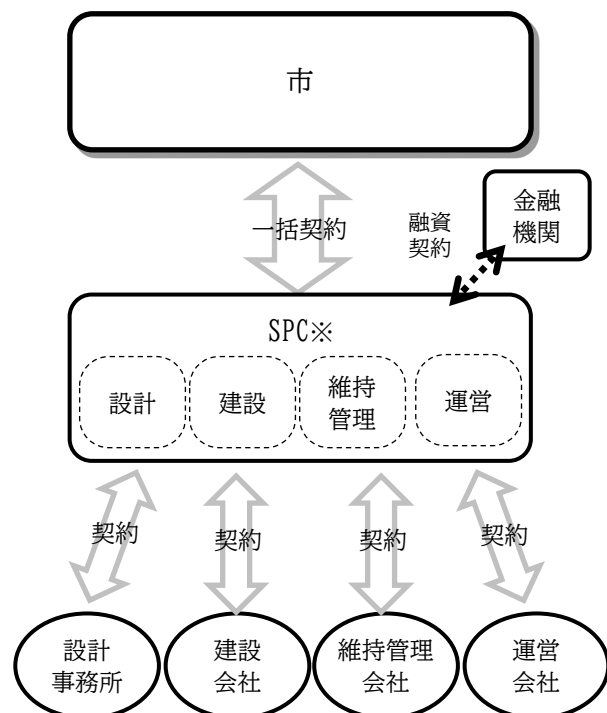 市
金融
機関
融資
契約
一括契約
SPC※
設計
建設
維持
管理
運営
契約
契約
契約
契約
設計
事務所
建設
会社
維持管理
会社
運営
会社